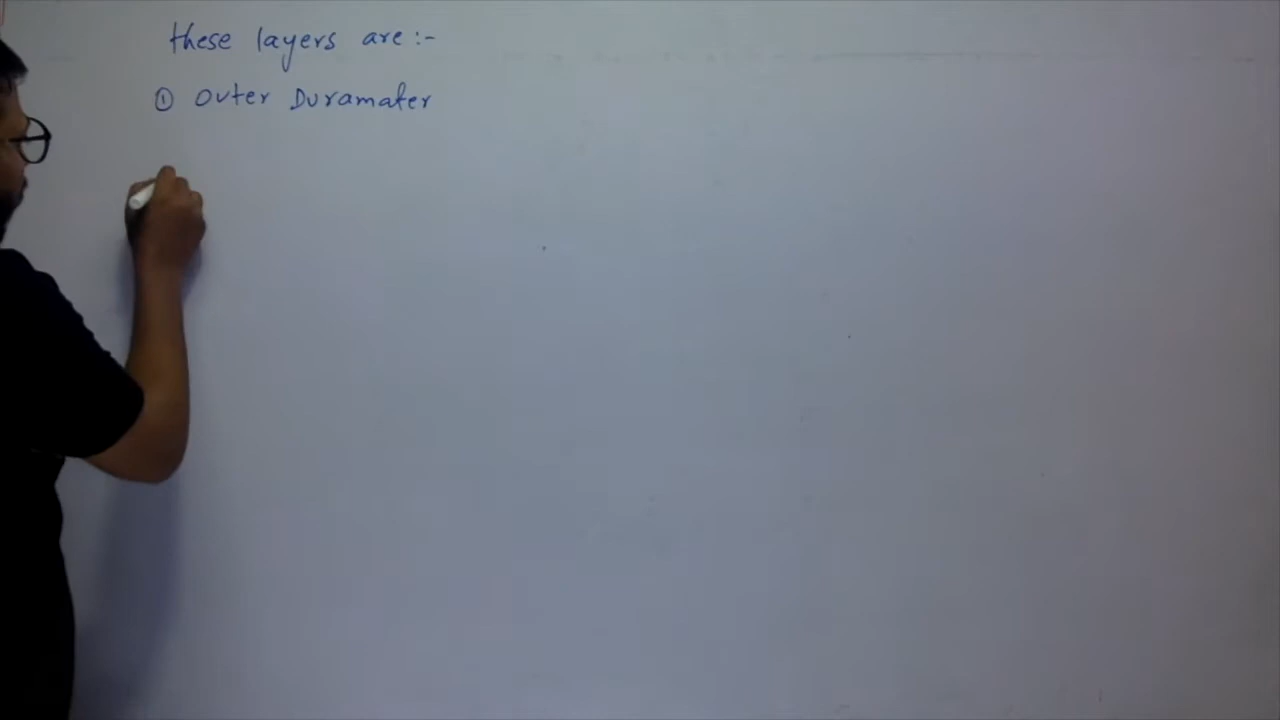 these layers are :-
① Outer Duramater